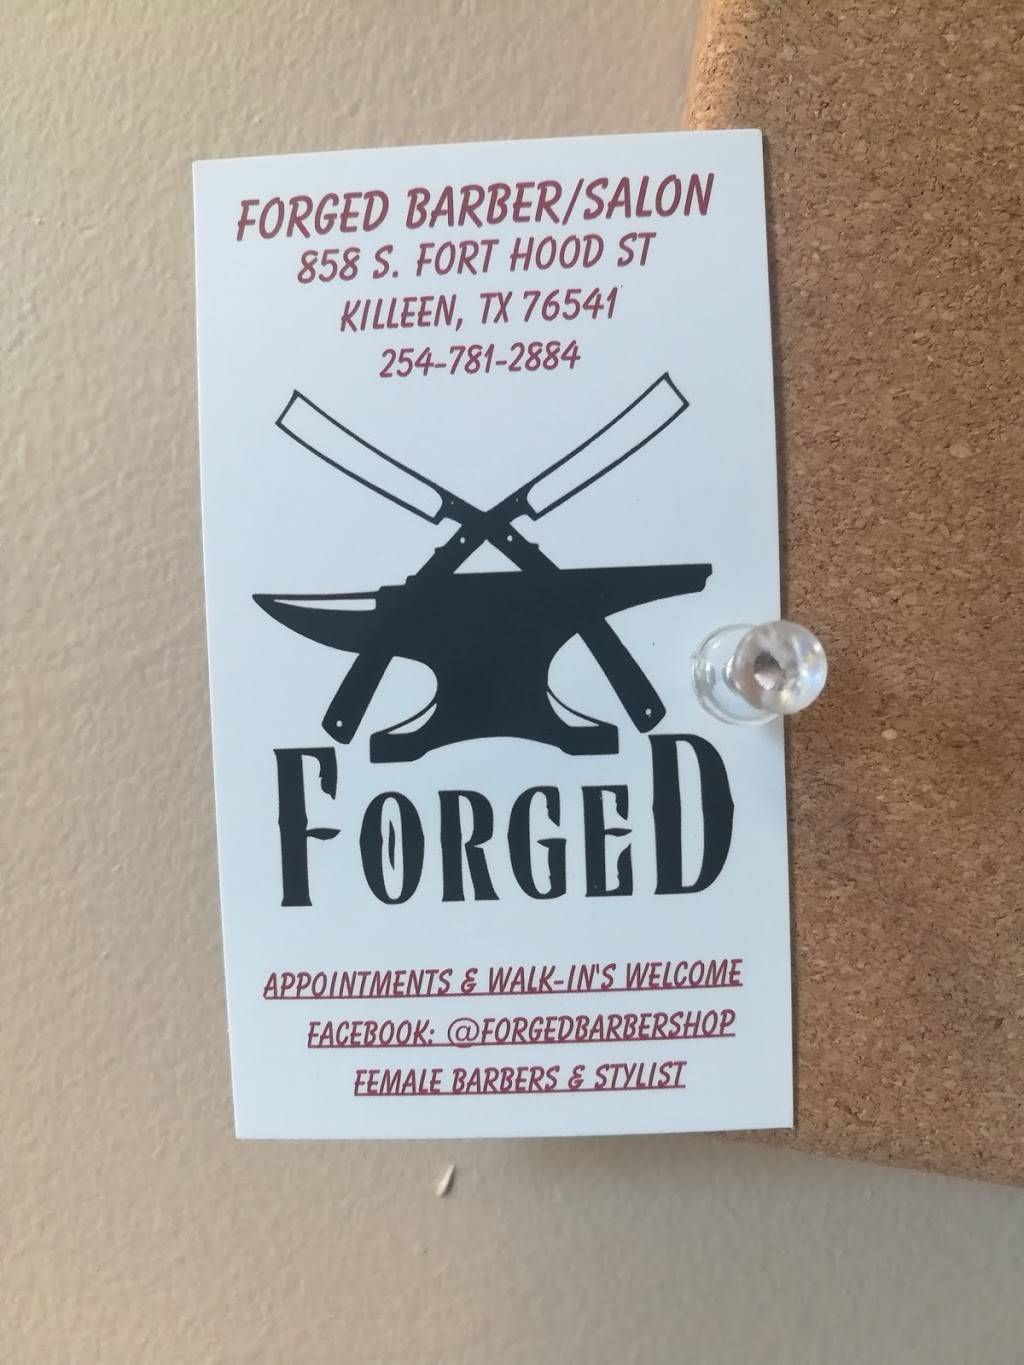 FORGED BARBER/SALON
858 S. FORT HOOD ST
KILLEEN, TX 76541
254-781-2884
FORGED
APPOINTMENTS & WALK-IN'S WELCOME
FACEBOOK: @FORGEDBARBERSHOP
FEMALE BARBERS & STYLIST